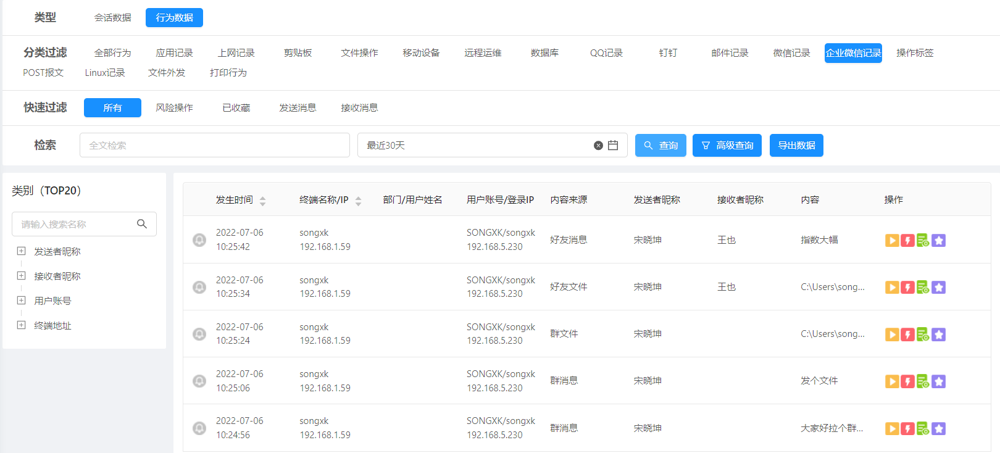 类型 会话数据 行为数据
分类过滤 全部行为 应用记录 上网记录 剪贴板 文件操作 移动设备 远程运维 数据库 QQ记录 钉钉 邮件记录 微信记录 企业微信记录 操作标签
POST报文 Linux记录 文件外发 打印行为
快速过滤 所有 风险操作 已收藏 发送消息 接收消息
检索 全文检索 最近30天 查询 高级查询 导出数据
类别（TOP20）
请输入搜索名称
发送者昵称
接收者昵称
用户账号
终端地址
发生时间 终端名称/IP 部门/用户姓名 用户账号/登录IP 内容来源 发送者昵称 接收者昵称 内容 操作
2022-07-06 songxk SONGXK/songxk
10:25:42 192.168.1.59 192.168.5.230 好友消息 宋晓坤 王也 指数大幅
2022-07-06 songxk SONGXK/songxk
10:25:34 192.168.1.59 192.168.5.230 好友文件 宋晓坤 王也 C:\Users\song...
2022-07-06 songxk SONGXK/songxk
10:25:24 192.168.1.59 192.168.5.230 群文件 宋晓坤 C:\Users\song...
2022-07-06 songxk SONGXK/songxk
10:25:06 192.168.1.59 192.168.5.230 群消息 宋晓坤 发个文件
2022-07-06 songxk SONGXK/songxk
10:24:56 192.168.1.59 192.168.5.230 群消息 宋晓坤 大家好拉个群...